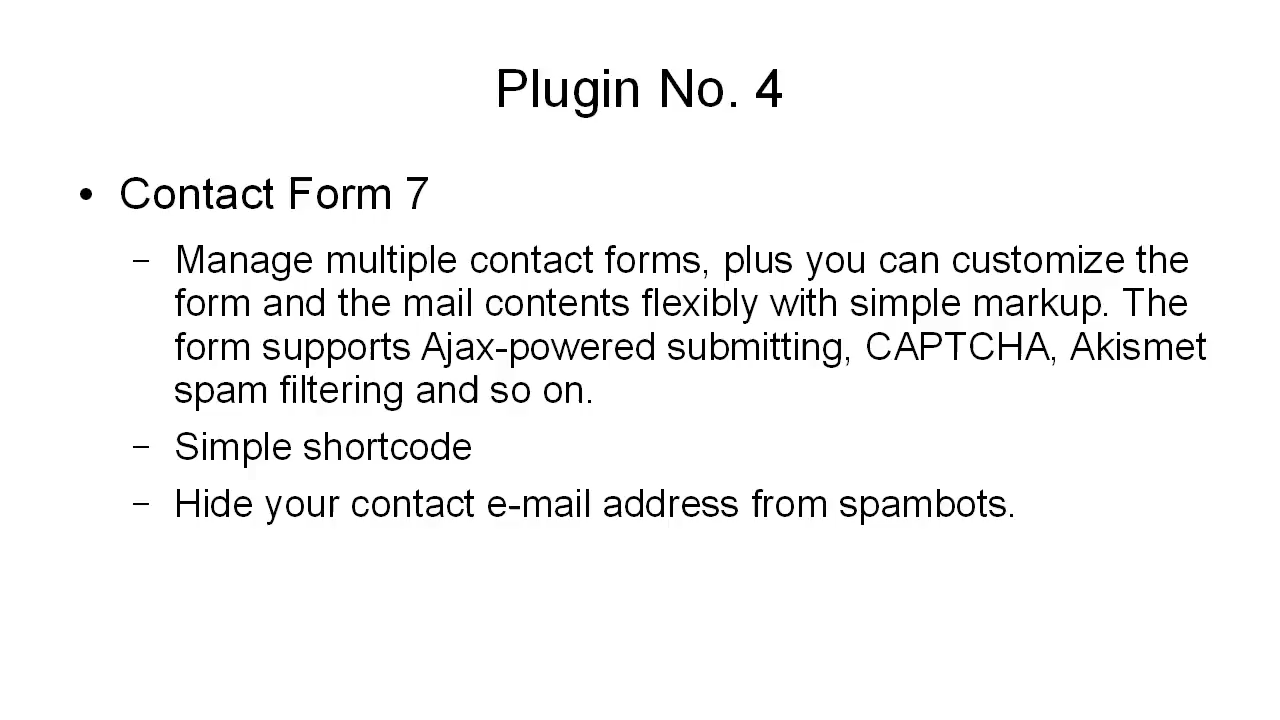 Plugin No. 4
• Contact Form 7
– Manage multiple contact forms, plus you can customize the
form and the mail contents flexibly with simple markup. The
form supports Ajax-powered submitting, CAPTCHA, Akismet
spam filtering and so on.
– Simple shortcode
– Hide your contact e-mail address from spambots.